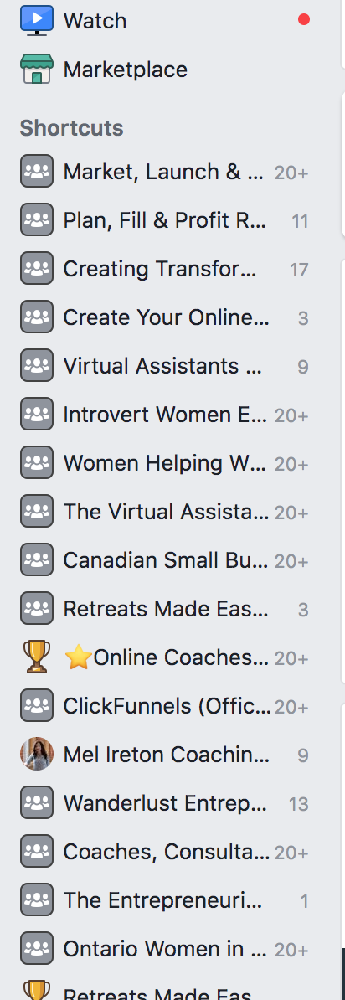 Watch
Marketplace
Shortcuts
Market, Launch & ... 20+
Plan, Fill & Profit R... 11
Creating Transfor... 17
Create Your Online... 3
Virtual Assistants ... 9
Introvert Women E... 20+
Women Helping W... 20+
The Virtual Assista... 20+
Canadian Small Bu... 20+
Retreats Made Eas... 3
⭐Online Coaches... 20+
ClickFunnels (Offic... 20+
Mel Ireton Coachin... 9
Wanderlust Entrep... 13
Coaches, Consulta... 20+
The Entrepreneuri... 1
Ontario Women in ... 20+
Retreats Made Eas